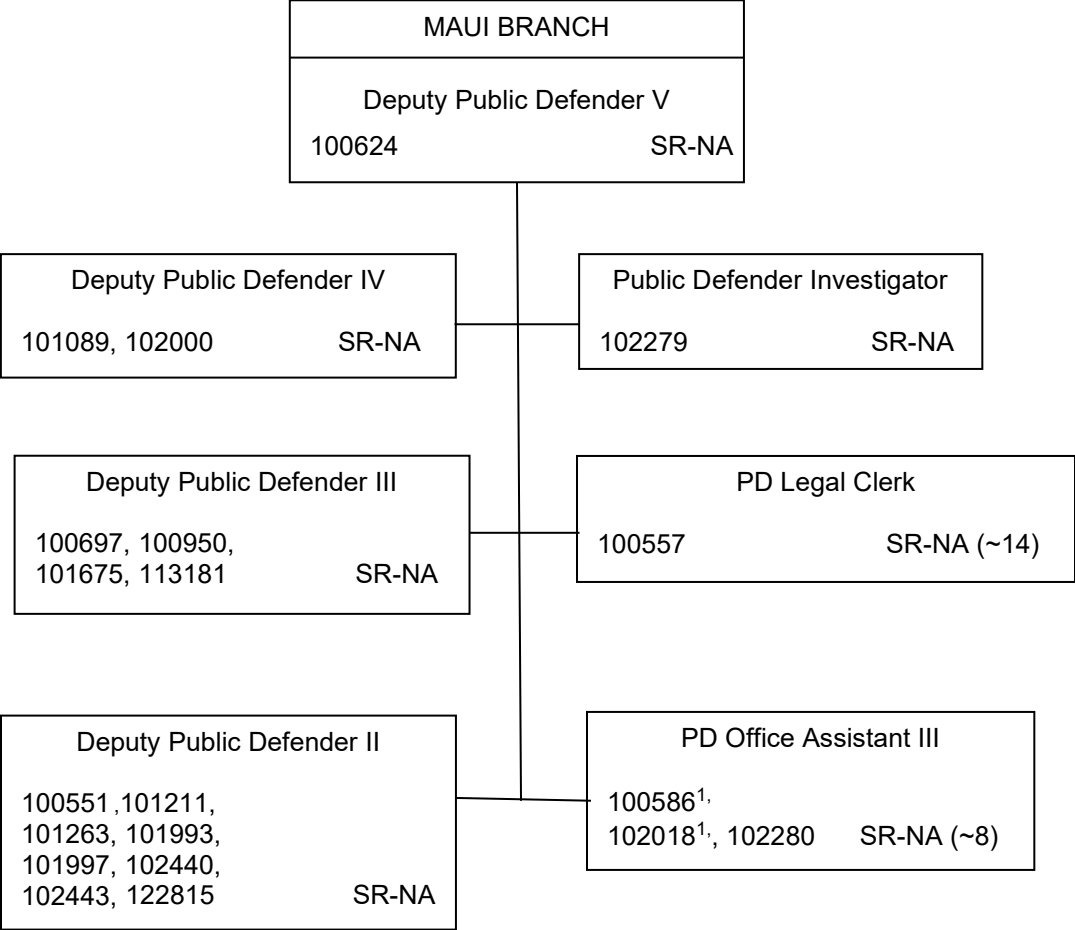 MAUI BRANCH
Deputy Public Defender V
100624 SR-NA
Deputy Public Defender IV
101089, 102000 SR-NA
Public Defender Investigator
102279 SR-NA
Deputy Public Defender III
100697, 100950,
101675, 113181 SR-NA
PD Legal Clerk
100557 SR-NA (~14)
Deputy Public Defender II
100551 ,101211,
101263, 101993,
101997, 102440,
102443, 122815 SR-NA
PD Office Assistant III
100586¹,
102018¹, 102280 SR-NA (~8)